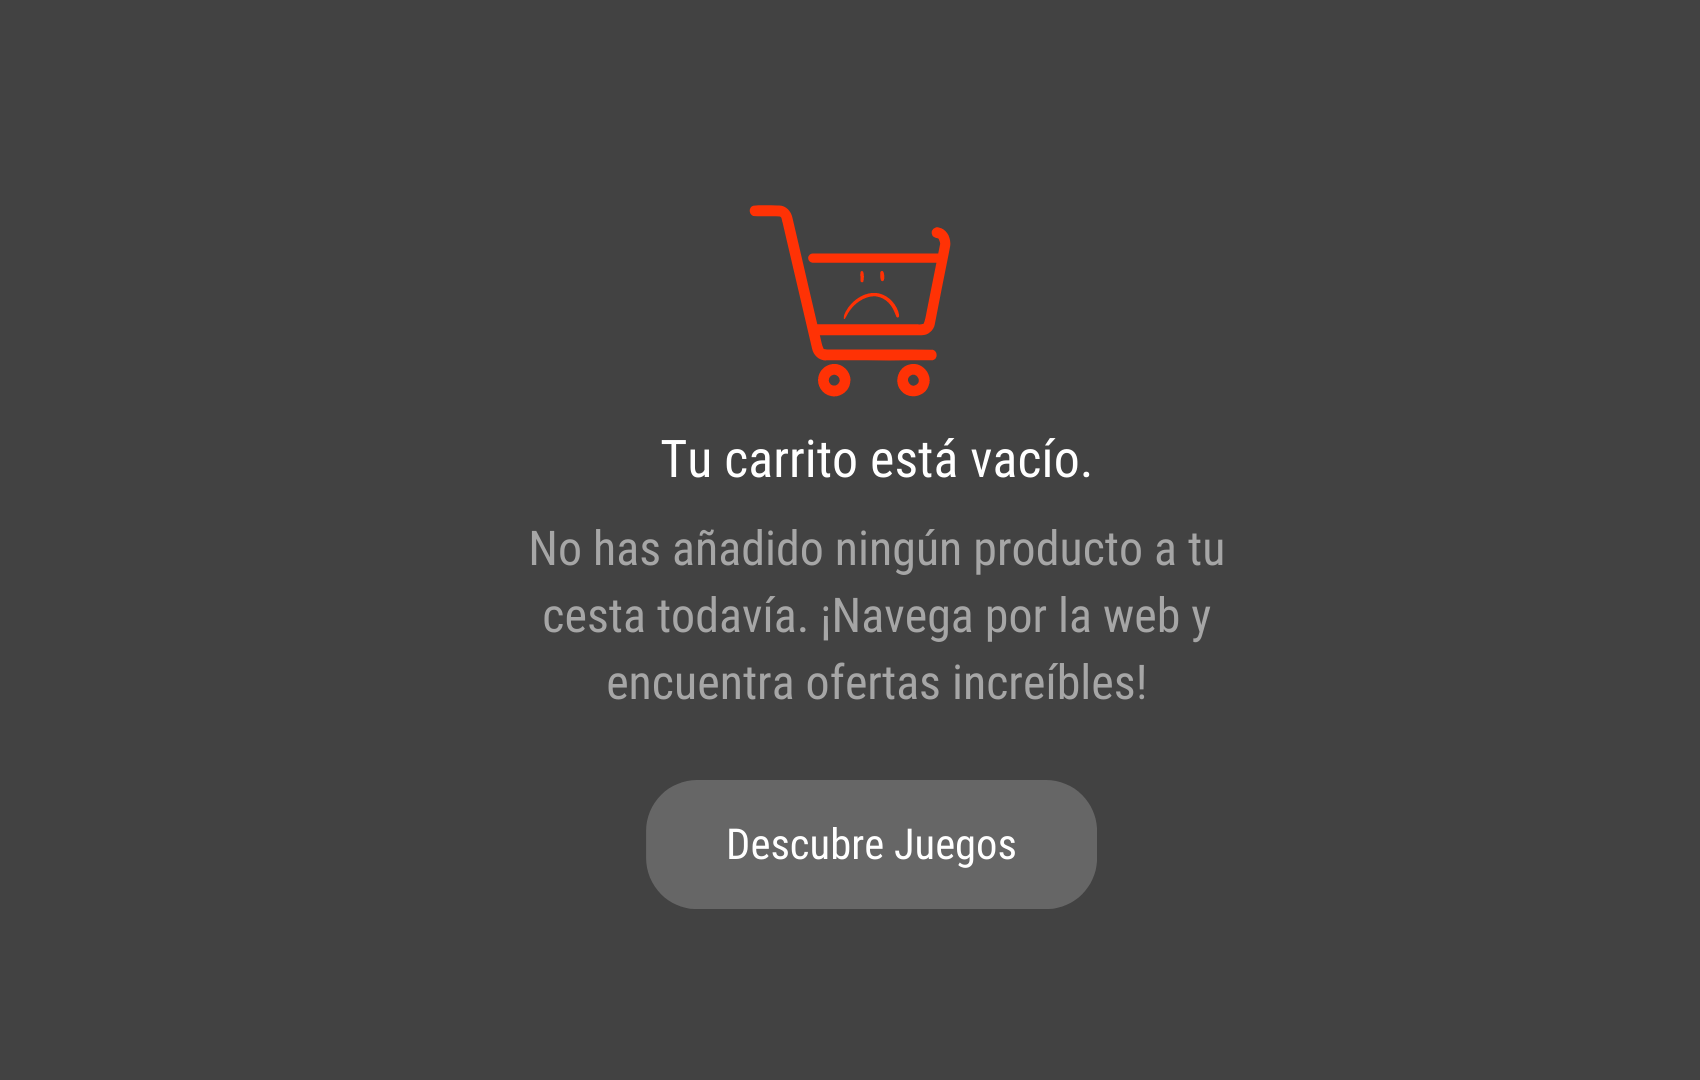 Tu carrito está vacío.
No has añadido ningún producto a tu
cesta todavía. ¡Navega por la web y
encuentra ofertas increíbles!
Descubre Juegos